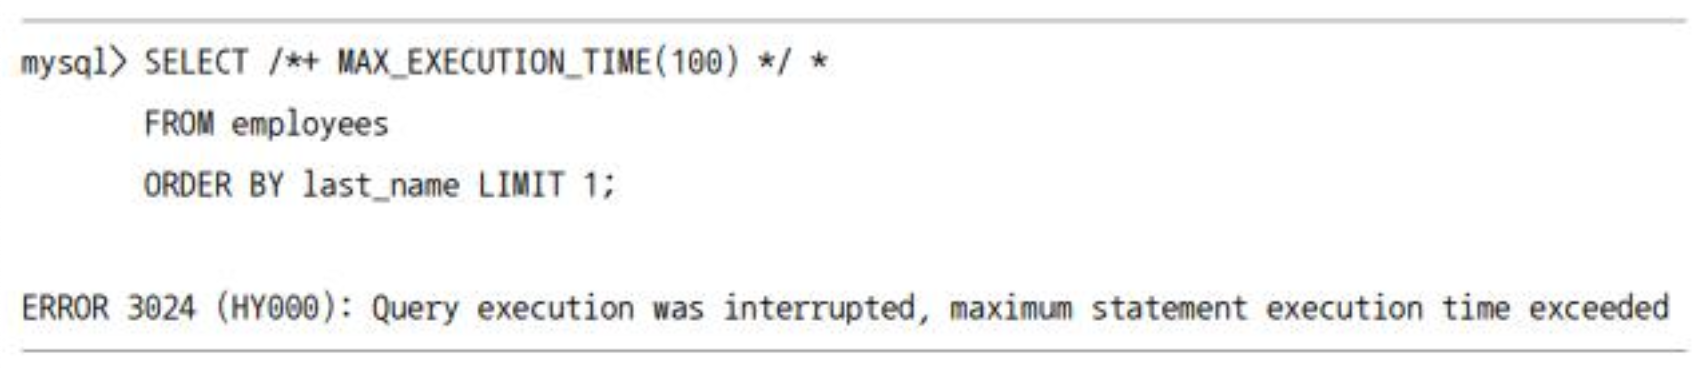 mysql> SELECT /*+ MAX_EXECUTION_TIME(100) */ *
FROM employees
ORDER BY last_name LIMIT 1;
ERROR 3024 (HY000): Query execution was interrupted, maximum statement execution time exceeded